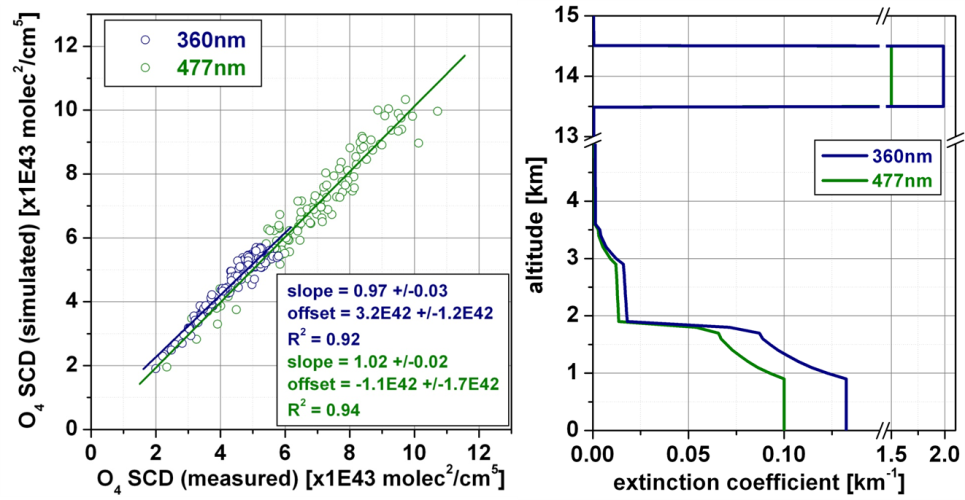 360nm
477nm
O4 SCD (simulated) [x1E43 molec2/cm5]
12
10
8
6
4
2
0
slope = 0.97 +/-0.03
offset = 3.2E42 +/-1.2E42
R2 = 0.92
slope = 1.02 +/-0.02
offset = -1.1E42 +/-1.7E42
R2 = 0.94
0 2 4 6 8 10 12
O4 SCD (measured) [x1E43 molec2/cm5]
altitude [km]
15
14
13
4
3
2
1
0
360nm
477nm
0.00 0.05 0.10 1.5 2.0
extinction coefficient [km-1]